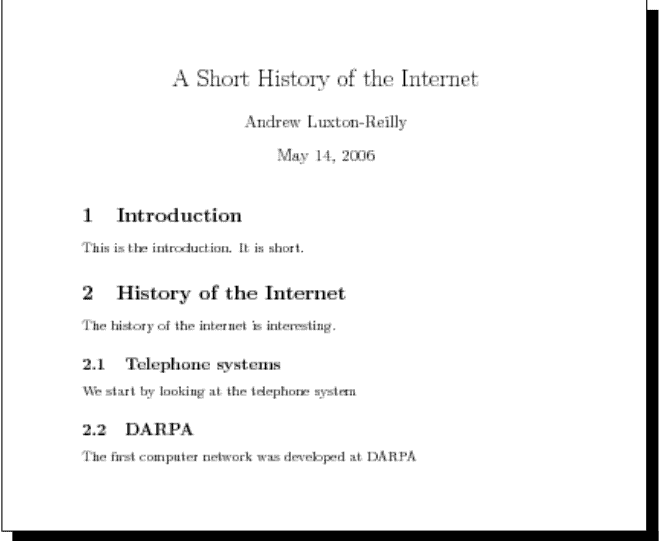 A Short History of the Internet
Andrew Luxton-Reilly
May 14, 2006
1 Introduction
This is the introduction. It is short.
2 History of the Internet
The history of the internet is interesting.
2.1 Telephone systems
We start by looking at the telephone system
2.2 DARPA
The first computer network was developed at DARPA